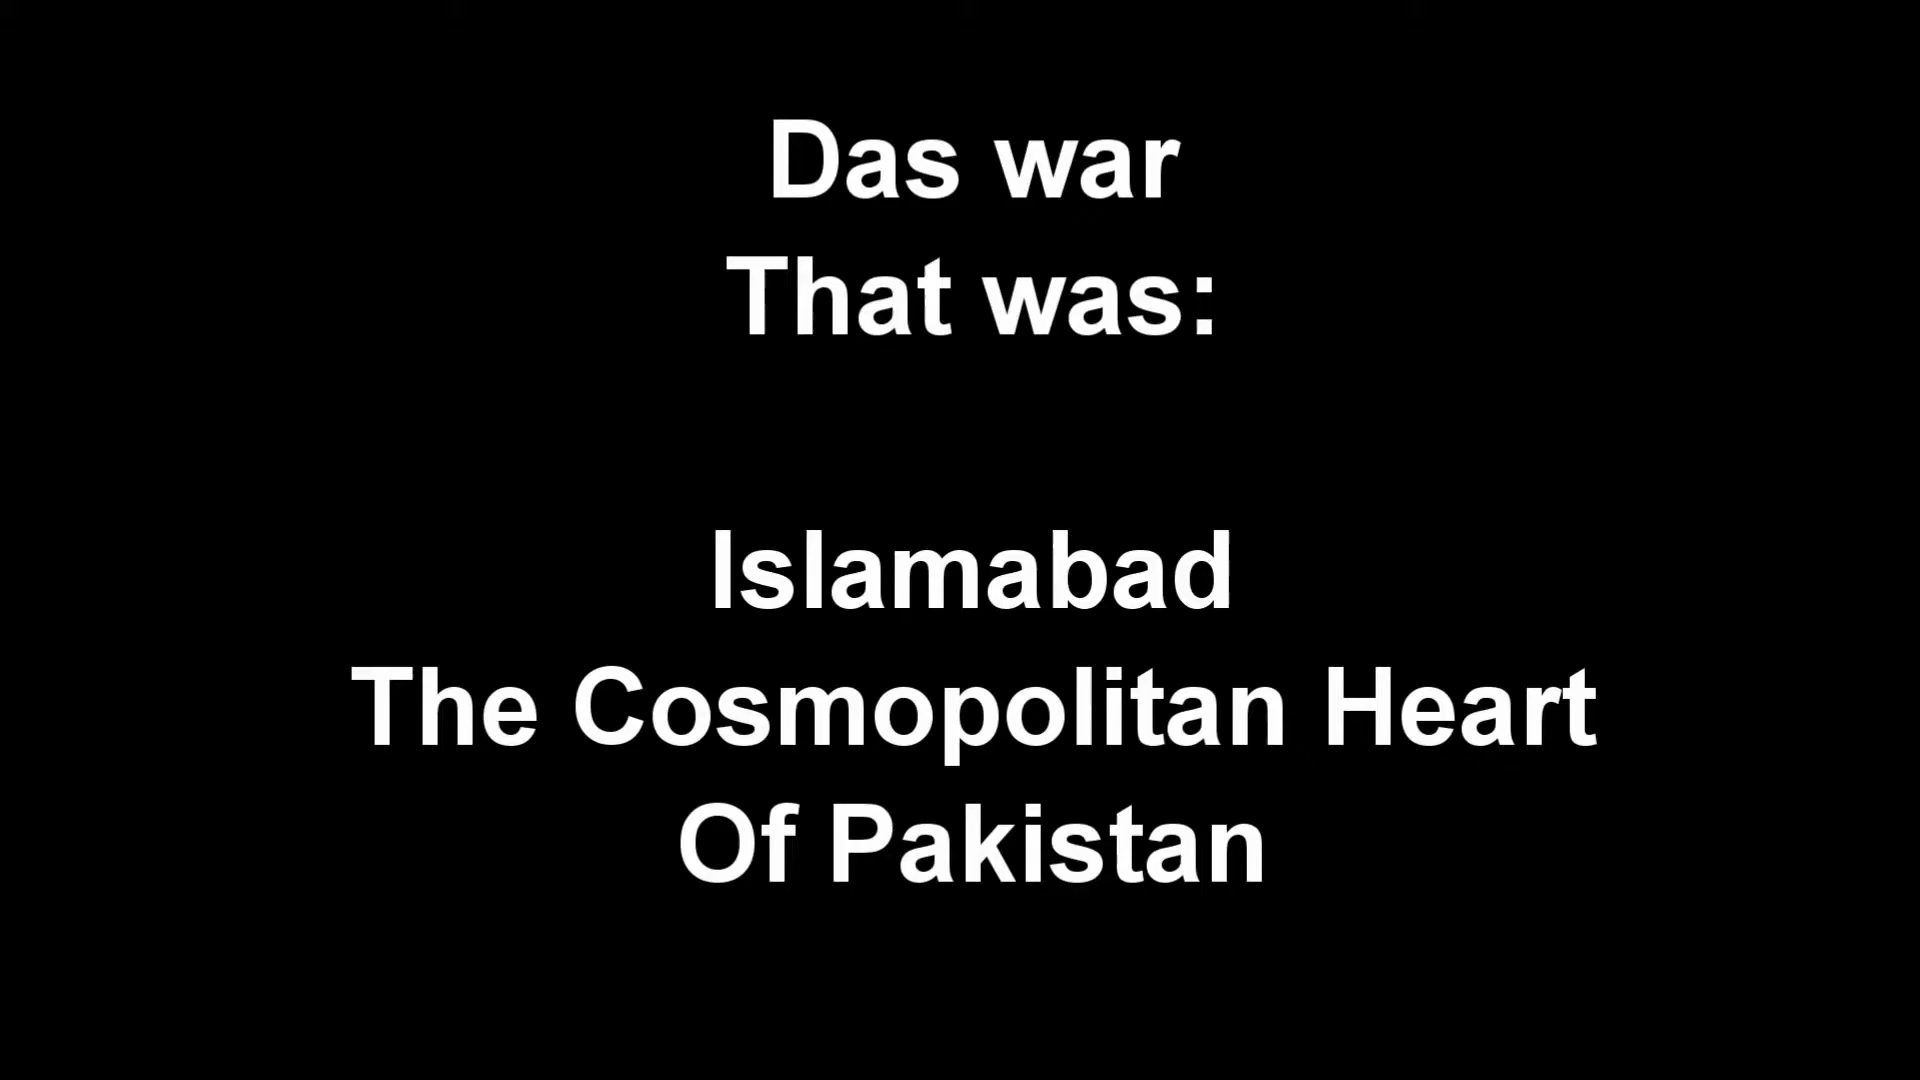 Das war
That was:
Islamabad
The Cosmopolitan Heart
Of Pakistan